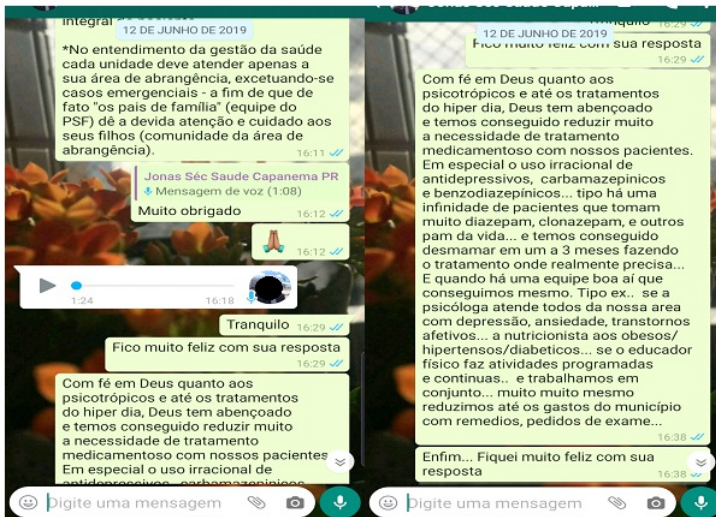 integral
12 DE JUNHO DE 2019
*No entendimento da gestão da saúde
cada unidade deve atender apenas a
sua área de abrangência, excetuando-se
casos emergenciais - a fim de que de
fato "os pais de família" (equipe do
PSF) dê a devida atenção e cuidado aos
seus filhos (comunidade da área de
abrangência).
16:11
Jonas Séc Saude Capanema PR
Mensagem de voz (1:08)
Muito obrigado
16:12
16:12
1:24
16:18
Tranquilo 16:29
Fico muito feliz com sua resposta
16:29
Com fé em Deus quanto aos
psicotrópicos e até os tratamentos
do hiper dia, Deus tem abençoado
e temos conseguido reduzir muito
a necessidade de tratamento
medicamentoso com nossos pacientes
Em especial o uso irracional de
antidepressivos, carbamazepinicos
Digite uma mensagem
16:29
12 DE JUNHO DE 2019
Fico muito feliz com sua resposta
16:29
Com fé em Deus quanto aos
psicotrópicos e até os tratamentos
do hiper dia, Deus tem abençoado
e temos conseguido reduzir muito
a necessidade de tratamento
medicamentoso com nossos pacientes.
Em especial o uso irracional de
antidepressivos, carbamazepinicos
e benzodiazepínicos... tipo há uma
infinidade de pacientes que tomam
muito diazepam, clonazepam, e outros
pam da vida... e temos conseguido
desmamar em um a 3 meses fazendo
o tratamento onde realmente precisa...
E quando há uma equipe boa aí que
conseguimos mesmo. Tipo ex.. se a
psicóloga atende todos da nossa area
com depressão, ansiedade, transtornos
afetivos... a nutricionista aos obesos/
hipertensos/diabeticos... se o educador
físico faz atividades programadas
e continuas.. e trabalhamos em
conjunto... muito muito mesmo
reduzimos até os gastos do município
com remedios, pedidos de exame...
16:38
Enfim... Fiquei muito feliz com sua
resposta
16:38
Digite uma mensagem